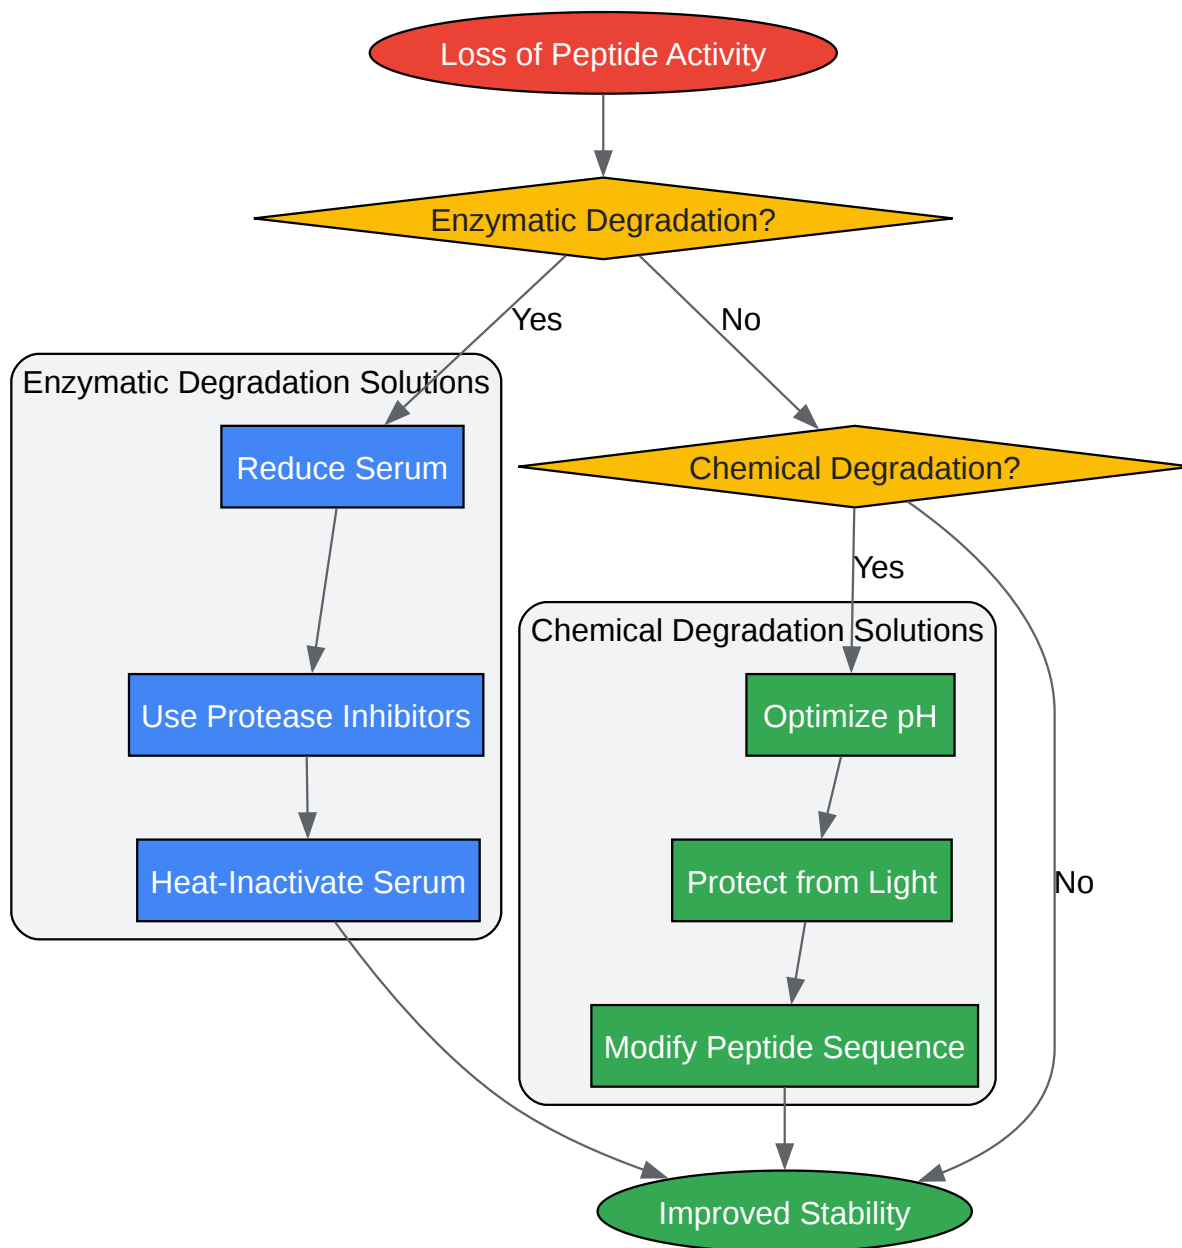 Loss of Peptide Activity
Enzymatic Degradation?
Yes
No
Enzymatic Degradation Solutions
Reduce Serum
Chemical Degradation?
Yes
Chemical Degradation Solutions
Use Protease Inhibitors
Optimize pH
Heat-Inactivate Serum
Protect from Light
No
Modify Peptide Sequence
Improved Stability